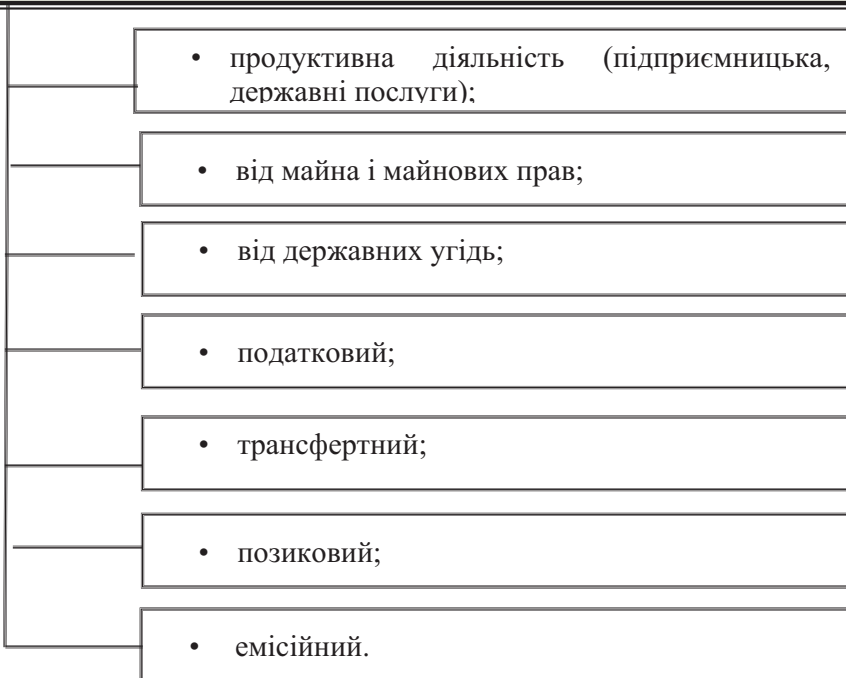 • продуктивна діяльність (підприємницька,
державні послуги);
• від майна і майнових прав;
• від державних угідь;
• податковий;
• трансфертний;
• позиковий;
• емісійний.